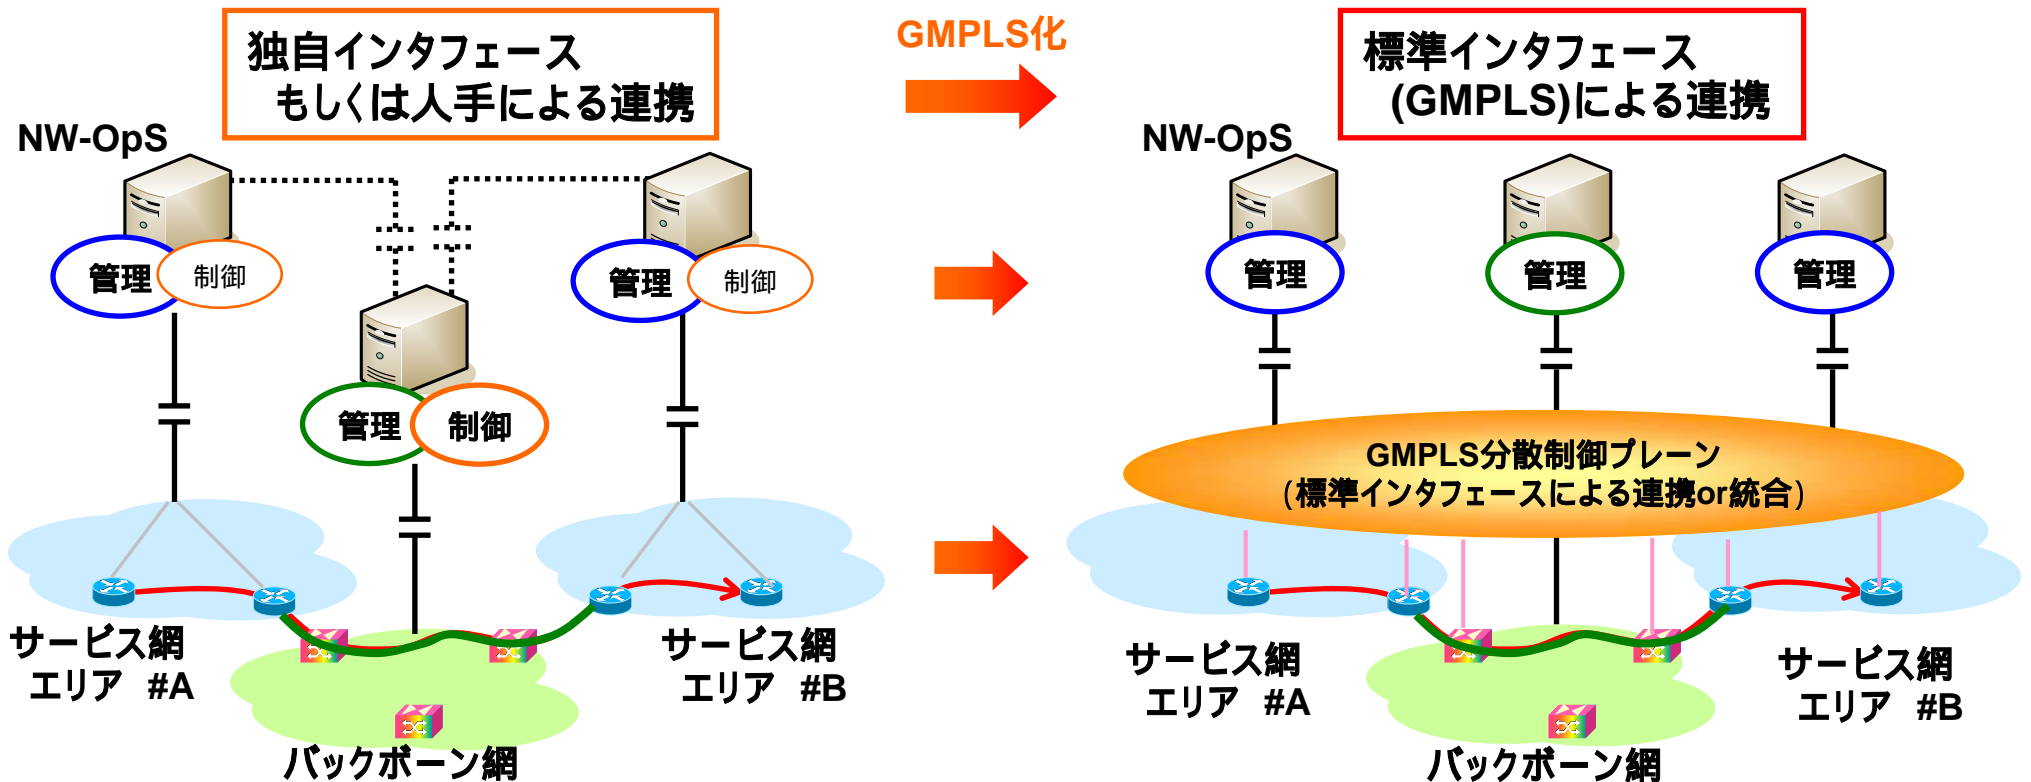 独自インタフェース
もしくは人手による連携
NW-OpS
管理
制御
管理
制御
管理
制御
サービス網
エリア #A
サービス網
エリア #B
バックボーン網
GMPLS化
標準インタフェース
(GMPLS)による連携
NW-OpS
管理
管理
管理
GMPLS分散制御プレーン
(標準インタフェースによる連携or統合)
サービス網
エリア #A
サービス網
エリア #B
バックボーン網